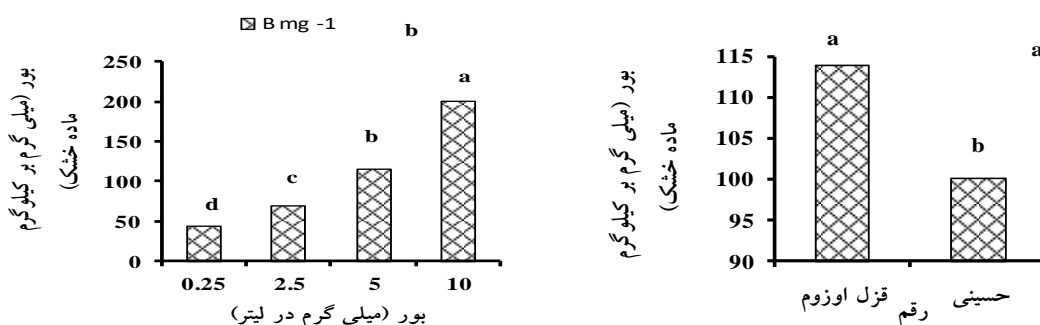 B mg -1
b
بور (میلی گرم بر کیلوگرم
ماده خشک)
250
200
150
100
50
0
d
c
b
a
0.25 2.5 5 10
بور (میلی گرم در لیتر)
a
بور (میلی گرم بر کیلوگرم
ماده خشک)
115
110
105
100
95
90
a
b
قزل اوزوم حسینی
رقم